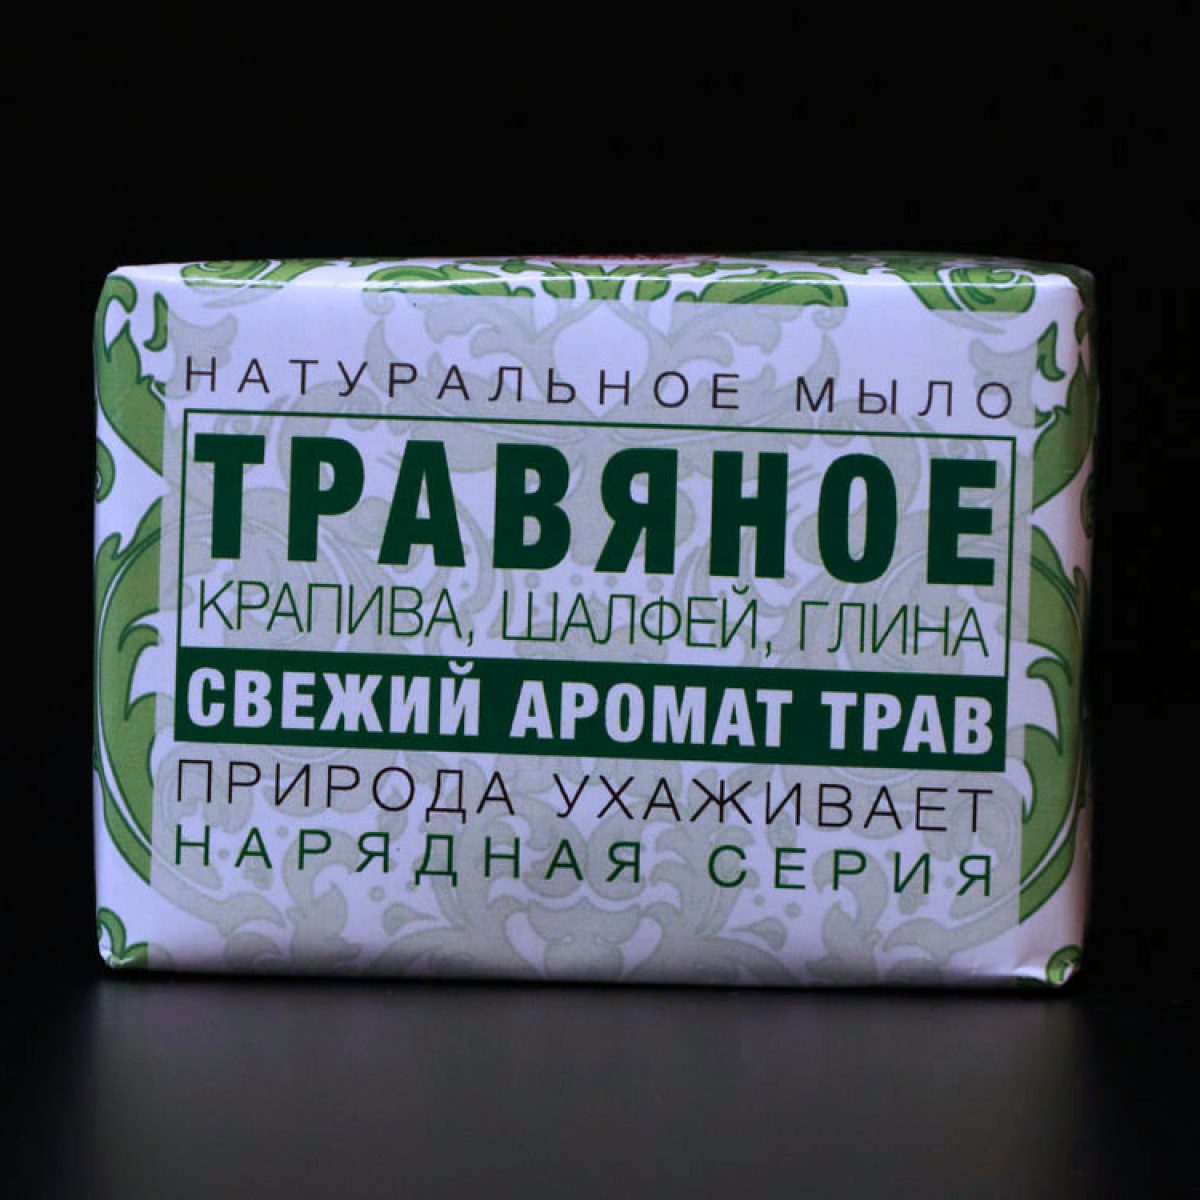 НАТУРАЛЬНОЕ МЫЛО
ТРАВЯНОЕ
КРАПИВА, ШАЛФЕЙ, ГЛИНА
СВЕЖИЙ АРОМАТ ТРАВ
ПРИРОДА УХАЖИВАЕТ
НАРЯДНАЯ СЕРИЯ